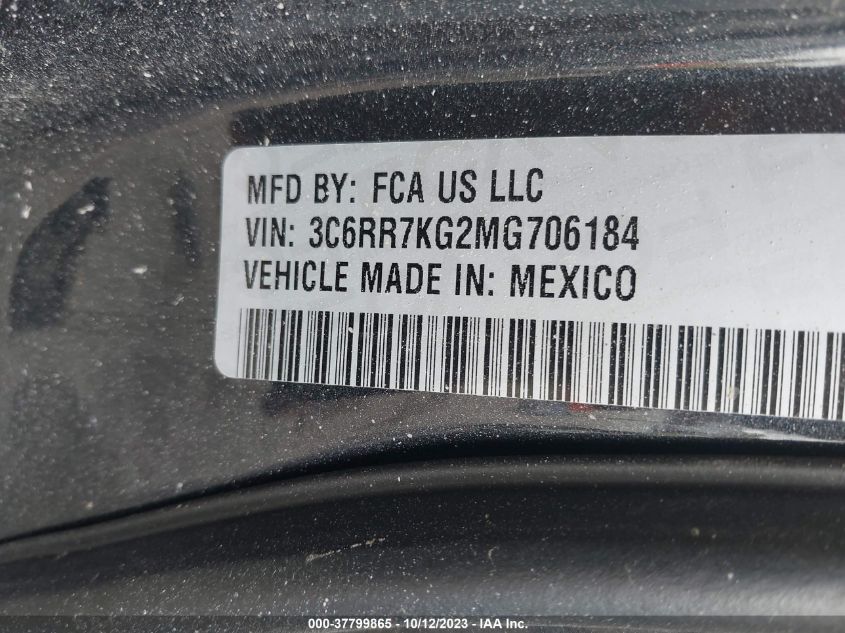 MFD BY: FCA US LLC
VIN: 3C6RR7KG2MG706184
VEHICLE MADE IN: MEXICO
000-37799865 - 10/12/2023 - IAA Inc.